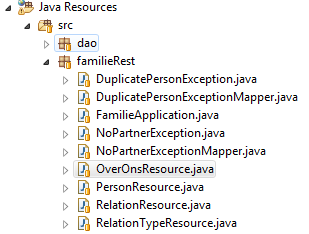 Java Resources
src
dao
familieRest
DuplicatePersonException.java
DuplicatePersonExceptionMapper.java
FamilieApplication.java
NoPartnerException.java
NoPartnerExceptionMapper.java
OverOnsResource.java
PersonResource.java
RelationResource.java
RelationTypeResource.java